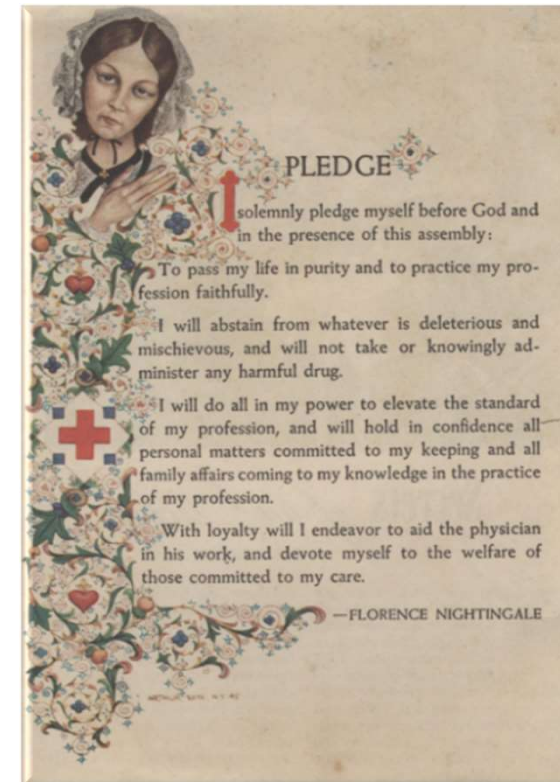 PLEDGE
I solemnly pledge myself before God and
in the presence of this assembly:
To pass my life in purity and to practice my pro-
fession faithfully.
I will abstain from whatever is deleterious and
mischievous, and will not take or knowingly ad-
minister any harmful drug.
I will do all in my power to elevate the standard
of my profession, and will hold in confidence all
personal matters committed to my keeping and all
family affairs coming to my knowledge in the practice
of my profession.
With loyalty will I endeavor to aid the physician
in his work, and devote myself to the welfare of
those committed to my care.
—FLORENCE NIGHTINGALE